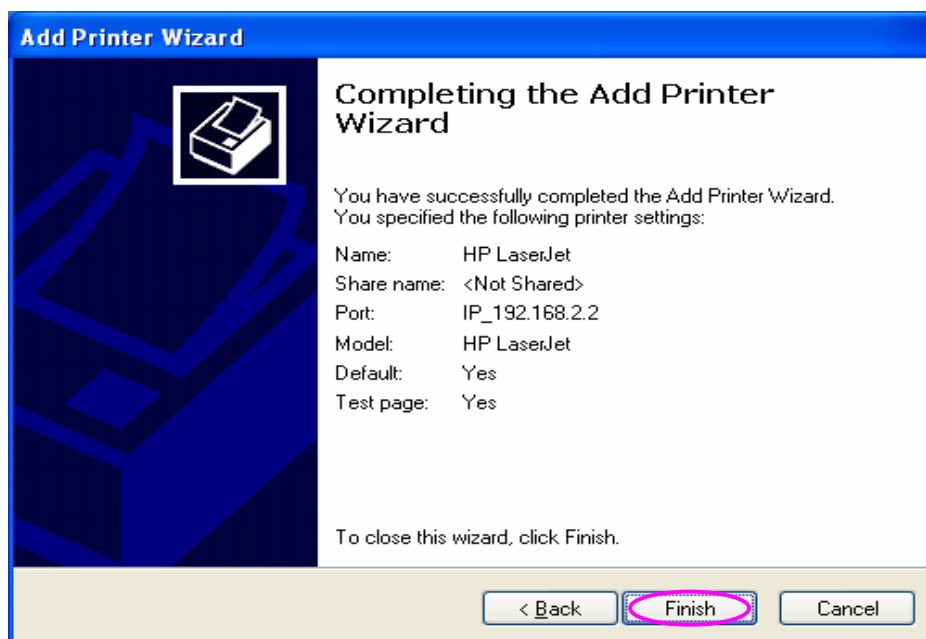 Add Printer Wizard
Completing the Add Printer
Wizard
You have successfully completed the Add Printer Wizard.
You specified the following printer settings:
Name: HP LaserJet
Share name: <Not Shared>
Port: IP_192.168.2.2
Model: HP LaserJet
Default: Yes
Test page: Yes
To close this wizard, click Finish.
< Back Finish Cancel